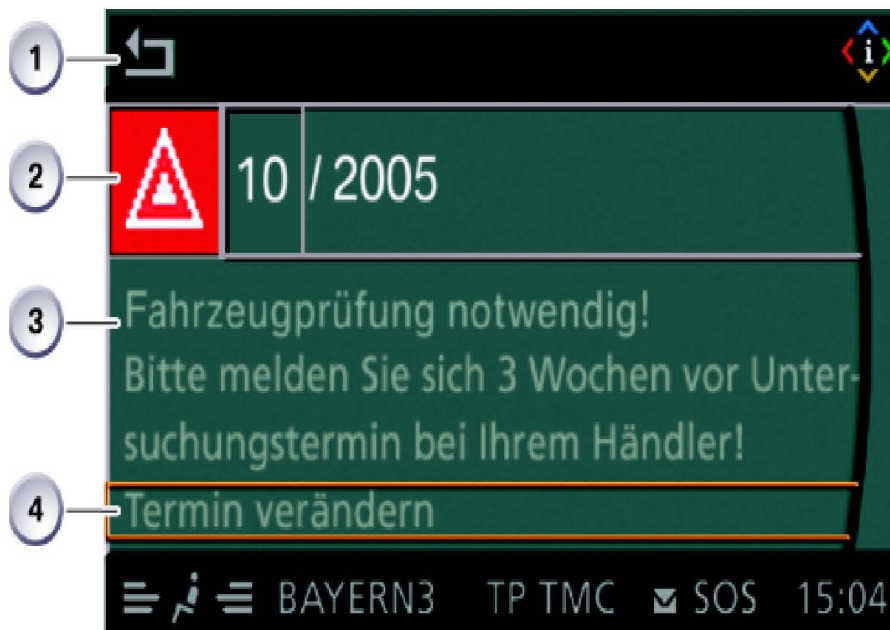 1
i
2
10 / 2005
3
Fahrzeugprüfung notwendig!
Bitte melden Sie sich 3 Wochen vor Unter-
suchungstermin bei Ihrem Händler!
4
Termin verändern
BAYERN3 TP TMC SOS 15:04